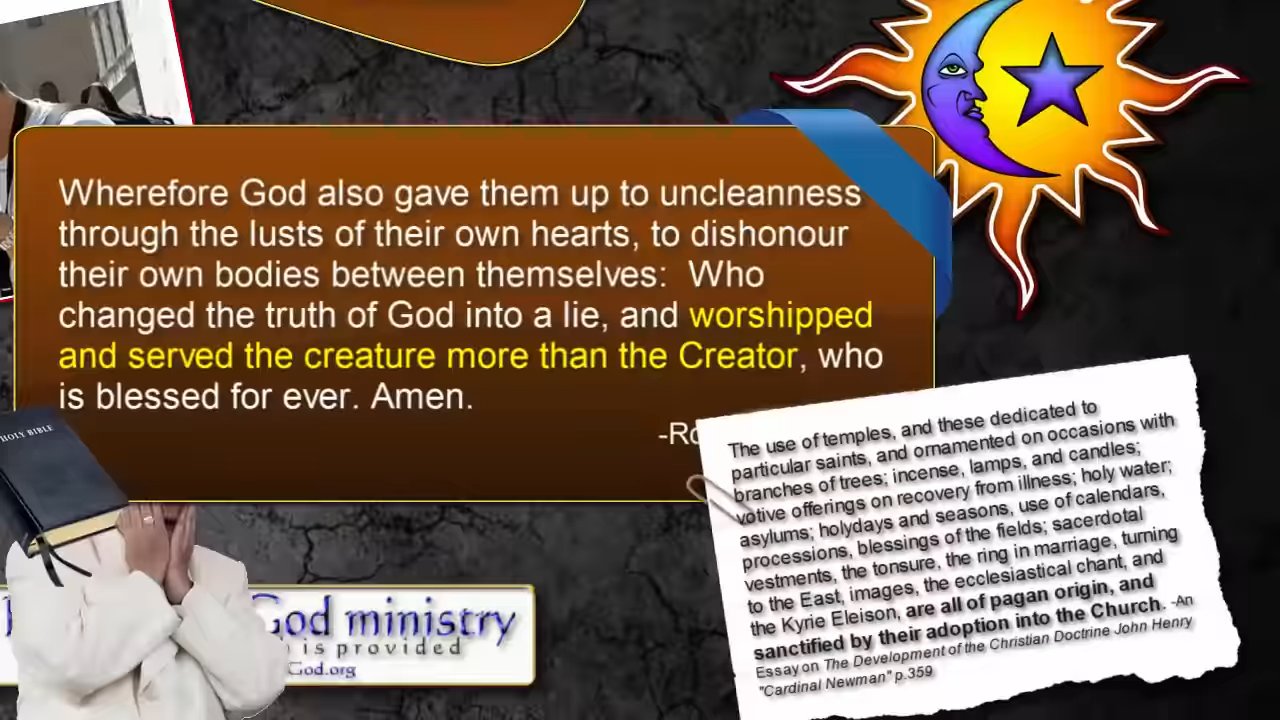 Wherefore God also gave them up to uncleanness
through the lusts of their own hearts, to dishonour
their own bodies between themselves:  Who
changed the truth of God into a lie, and worshipped
and served the creature more than the Creator, who
is blessed for ever. Amen.
The use of temples, and these dedicated to
particular saints, and ornamented on occasions with
branches of trees; incense, lamps, and candles;
votive offerings on recovery from illness; holy water;
asylums; holydays and seasons, use of calendars,
processions, blessings of the fields; sacerdotal
vestments, the tonsure, the ring in marriage, turning
to the East, images, the ecclesiastical chant, and
the Kyrie Eleison, are all of pagan origin, and
sanctified by their adoption into the Church. -An
Essay on The Development of the Christian Doctrine John Henry
"Cardinal Newman" p.359
HOLY BIBLE
God ministry
is provided
God.org